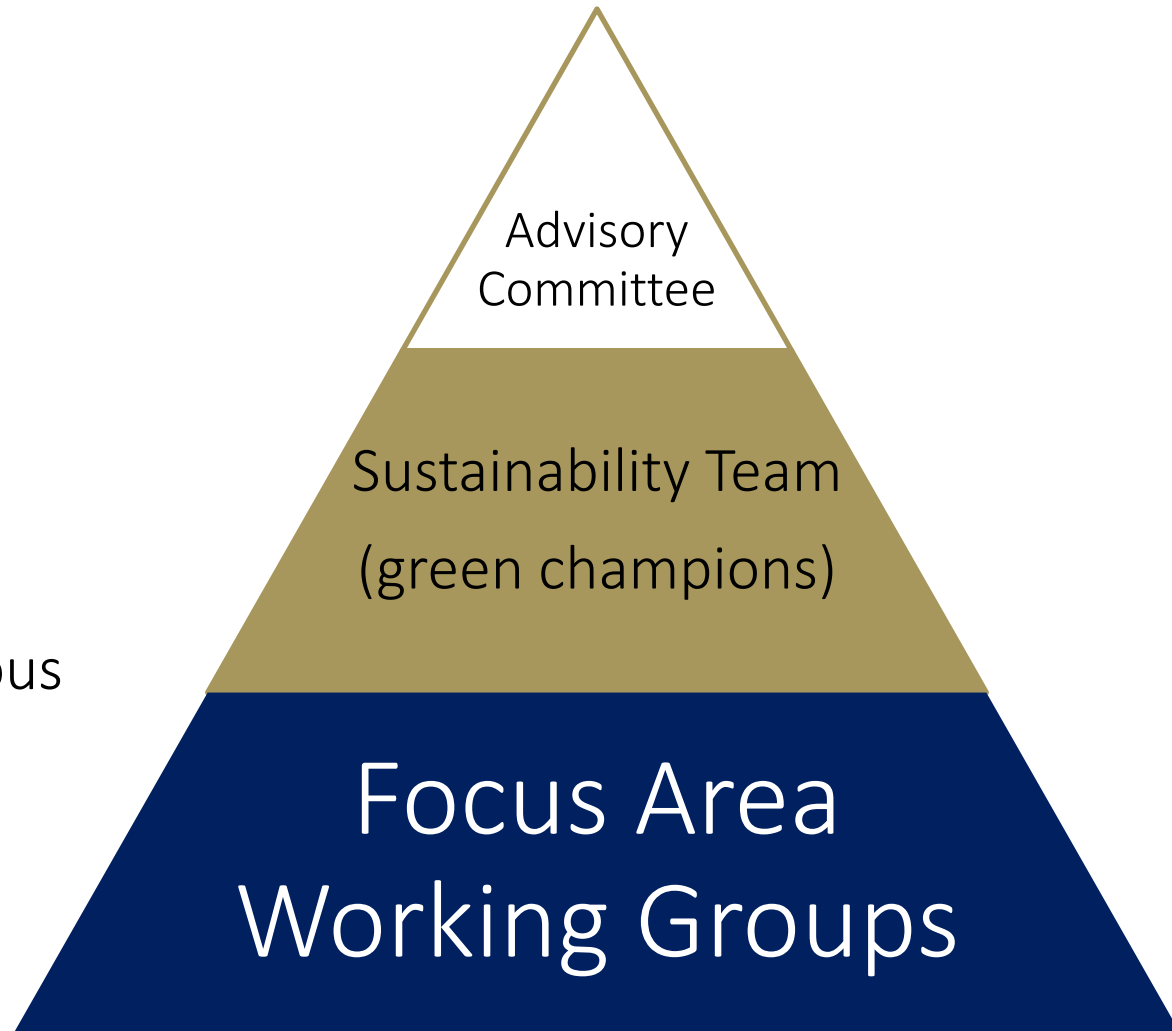 Advisory
Committee
Sustainability Team
(green champions)
Focus Area
Working Groups